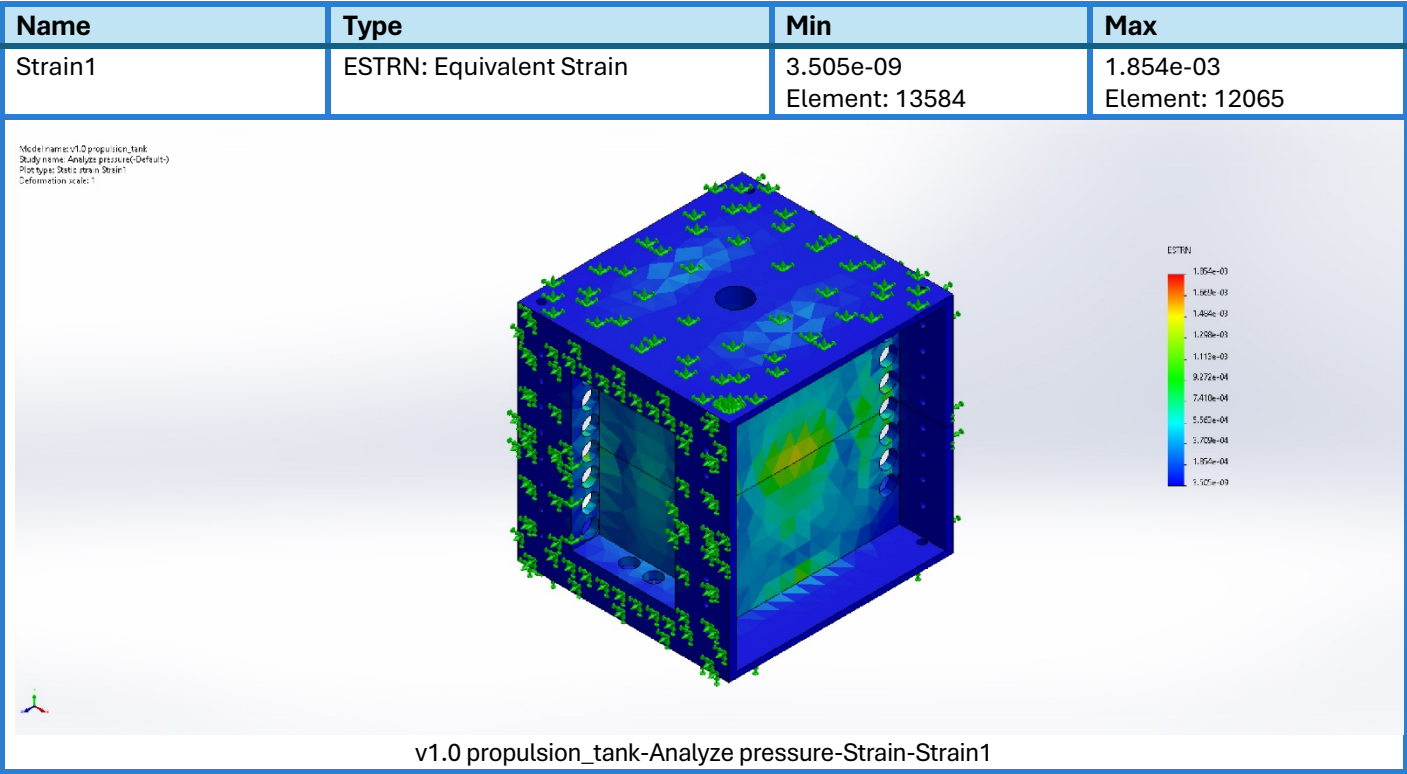 Name Type Min Max
Strain1 ESTRN: Equivalent Strain 3.505e-09 1.854e-03
Element: 13584 Element: 12065
Model name: v1.0 propulsion_tank
Study name: Analyze pressure(-Default-)
Plot type: Static strain Strain1
Deformation scale: 1
ESTRN
1.854e-03
1.669e-03
1.484e-03
1.298e-03
1.113e-03
9.272e-04
7.418e-04
5.563e-04
3.709e-04
1.854e-04
3.505e-09
v1.0 propulsion_tank-Analyze pressure-Strain-Strain1